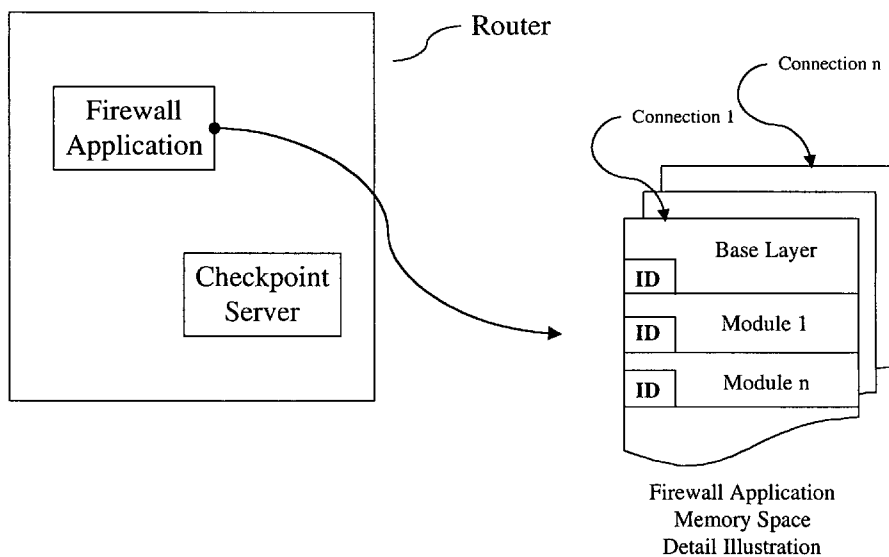 Router
Firewall
Application
Checkpoint
Server
Connection n
Connection 1
Base Layer
ID
Module 1
ID
Module n
ID
Firewall Application
Memory Space
Detail Illustration